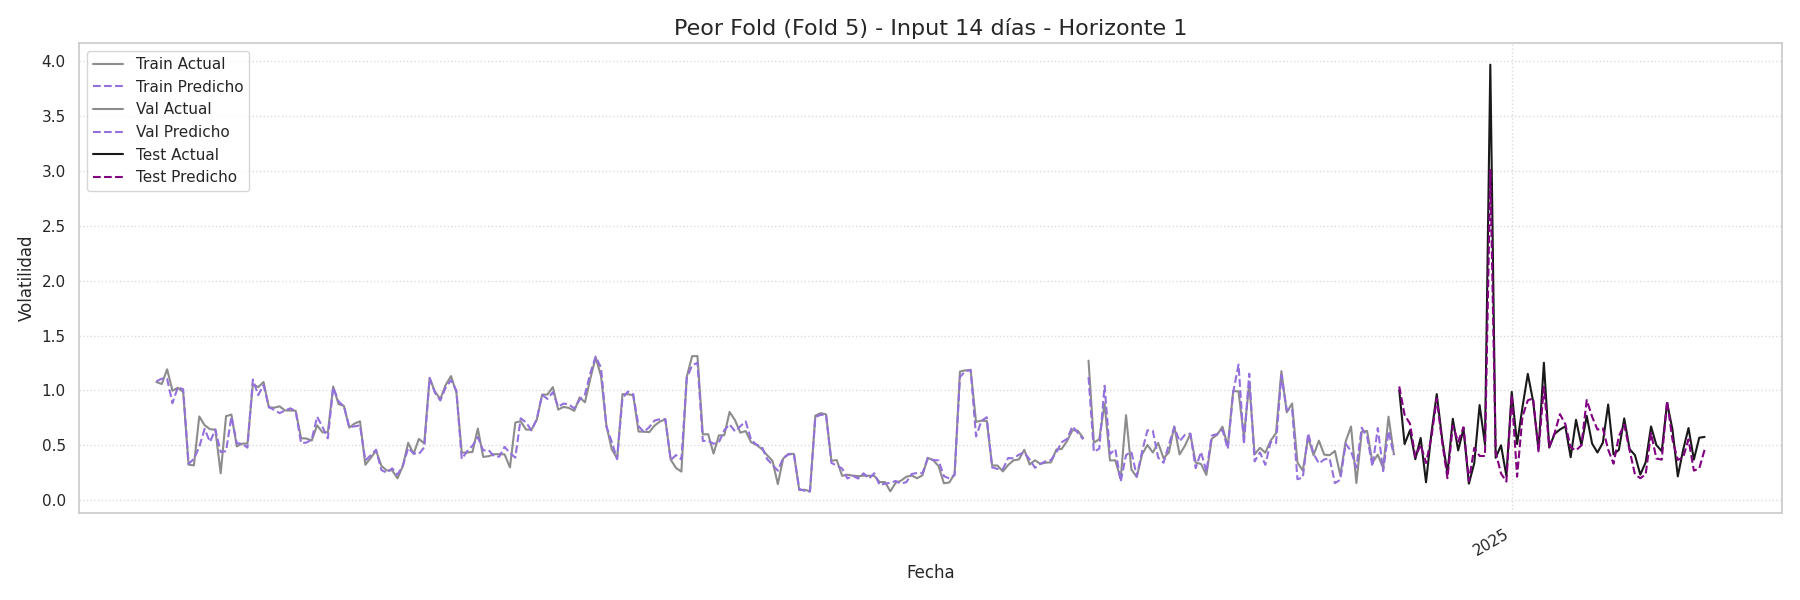 Peor Fold (Fold 5) - Input 14 días - Horizonte 1
4.0
3.5
3.0
2.5
2.0
1.5
1.0
0.5
0.0
Volatilidad
Train Actual
Train Predicho
Val Actual
Val Predicho
Test Actual
Test Predicho
2025
Fecha